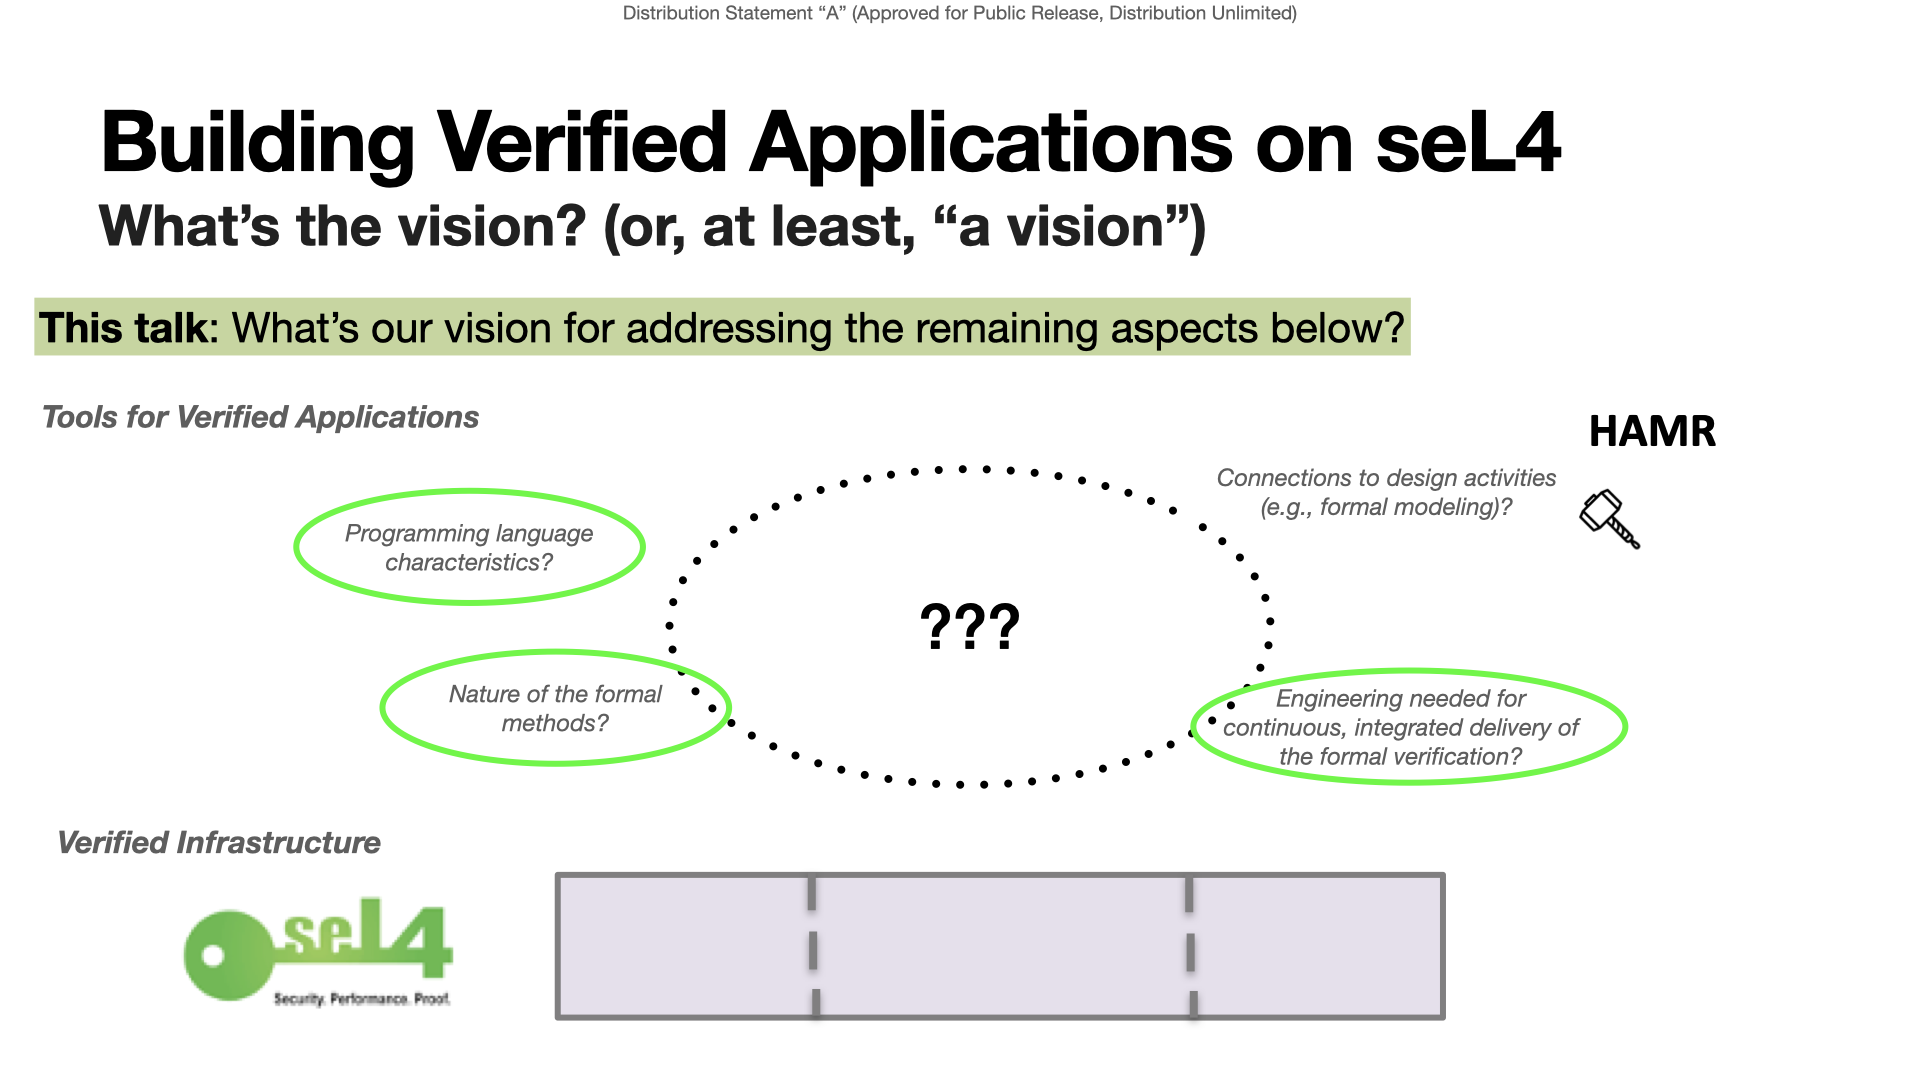 Distribution Statement “A” (Approved for Public Release, Distribution Unlimited)
Building Verified Applications on seL4
What’s the vision? (or, at least, “a vision”)
This talk: What’s our vision for addressing the remaining aspects below?
Tools for Verified Applications
HAMR
Connections to design activities
(e.g., formal modeling)?
Programming language
characteristics?
???
Nature of the formal
methods?
Engineering needed for
continuous, integrated delivery of
the formal verification?
Verified Infrastructure
seL4
Security. Performance. Proof.